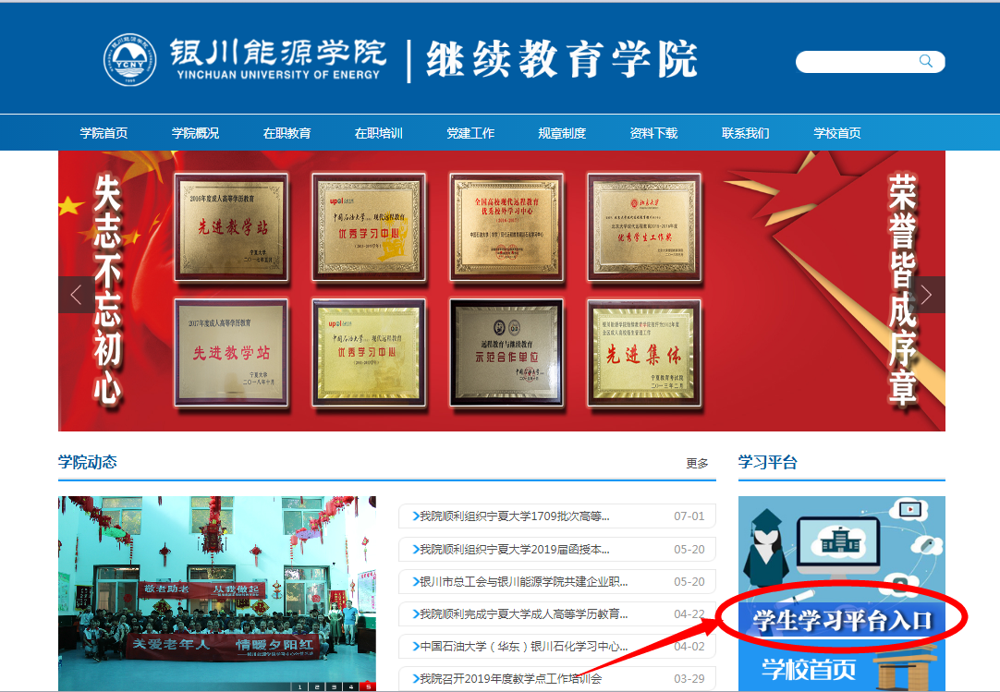 银川能源学院
YINCHUAN UNIVERSITY OF ENERGY
继续教育学院
YCNY
学院首页 学院概况 在职教育 在职培训 党建工作 规章制度 资料下载 联系我们 学校首页
失志不忘初心
荣誉皆成序章
2016年度成人高等学历教育
先进教学站
宁夏大学
upol
现代远程教育
优秀学习中心
全国高校现代远程教育
优秀校外学习中心
北京大学
优秀学生工作奖
2017年度成人高等学历教育
先进教学站
宁夏大学
二〇一八年十月
upol
现代远程教育
优秀学习中心
远程教育与继续教育
示范合作单位
先进集体
宁夏教育考试院
二〇一三年二月
学院动态
更多
学习平台
敬老助老 从我做起
关爱老年人 情暖夕阳红
1 2 3 4 5
我院顺利组织宁夏大学1709批次高等... 07-01
我院顺利组织宁夏大学2019届函授本... 05-20
银川市总工会与银川能源学院共建企业职... 05-20
我院顺利完成宁夏大学成人高等学历教育... 04-22
中国石油大学（华东）银川石化学习中心... 04-02
我院召开2019年度教学点工作培训会 03-29
学生学习平台入口
学校首页